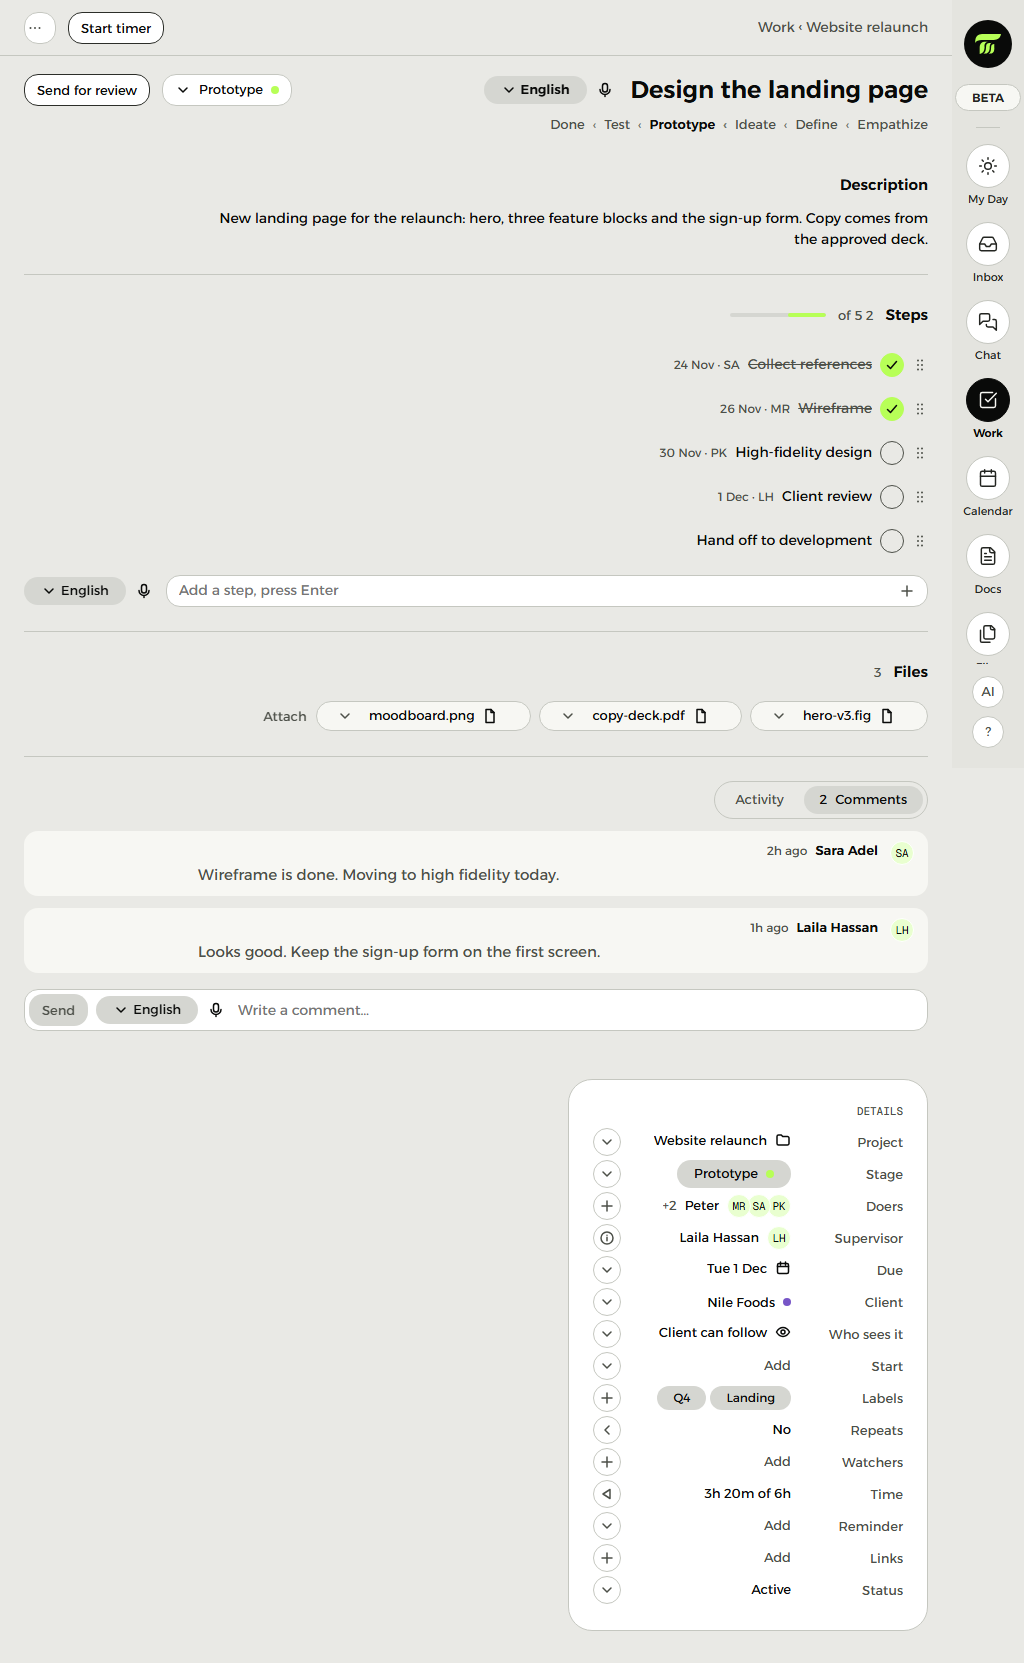 ...
Start timer
Work ‹ Website relaunch
BETA
Send for review
Prototype
English
Design the landing page
Done ‹ Test ‹ Prototype ‹ Ideate ‹ Define ‹ Empathize
Description
New landing page for the relaunch: hero, three feature blocks and the sign-up form. Copy comes from
the approved deck.
of 5 2 Steps
24 Nov · SA Collect references
26 Nov · MR Wireframe
30 Nov · PK High-fidelity design
1 Dec · LH Client review
Hand off to development
English
Add a step, press Enter
3 Files
Attach
moodboard.png
copy-deck.pdf
hero-v3.fig
Activity
2 Comments
2h ago Sara Adel SA
Wireframe is done. Moving to high fidelity today.
1h ago Laila Hassan LH
Looks good. Keep the sign-up form on the first screen.
Send
English
Write a comment...
DETAILS
Website relaunch Project
Prototype Stage
+2 Peter MR SA PK Doers
Laila Hassan LH Supervisor
Tue 1 Dec Due
Nile Foods Client
Client can follow Who sees it
Add Start
Q4 Landing Labels
No Repeats
Add Watchers
3h 20m of 6h Time
Add Reminder
Add Links
Active Status
My Day
Inbox
Chat
Work
Calendar
Docs
AI
?